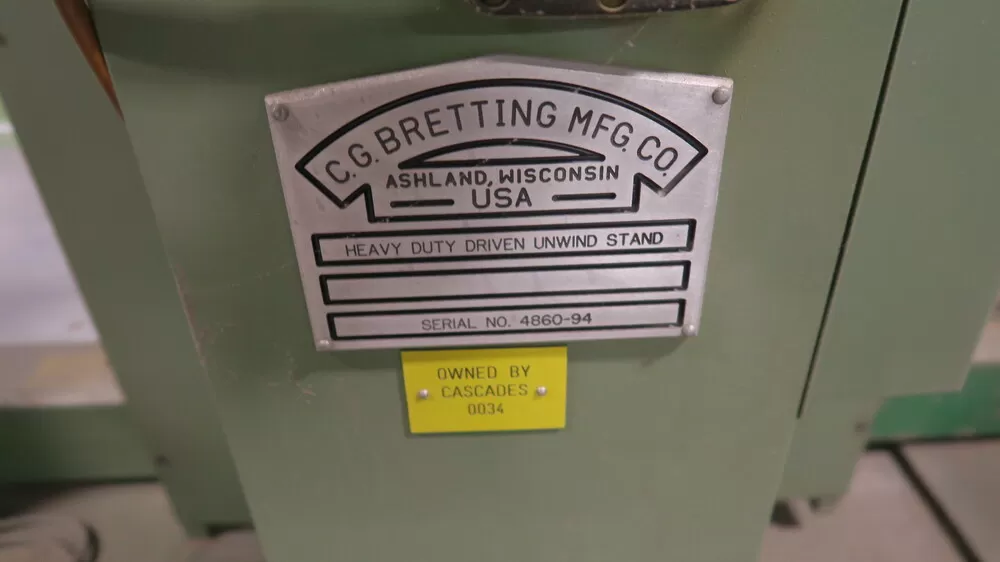 C.G. BRETTING MFG. CO.
ASHLAND, WISCONSIN
USA
HEAVY DUTY DRIVEN UNWIND STAND
SERIAL NO. 4860-94
OWNED BY
CASCADES
0034